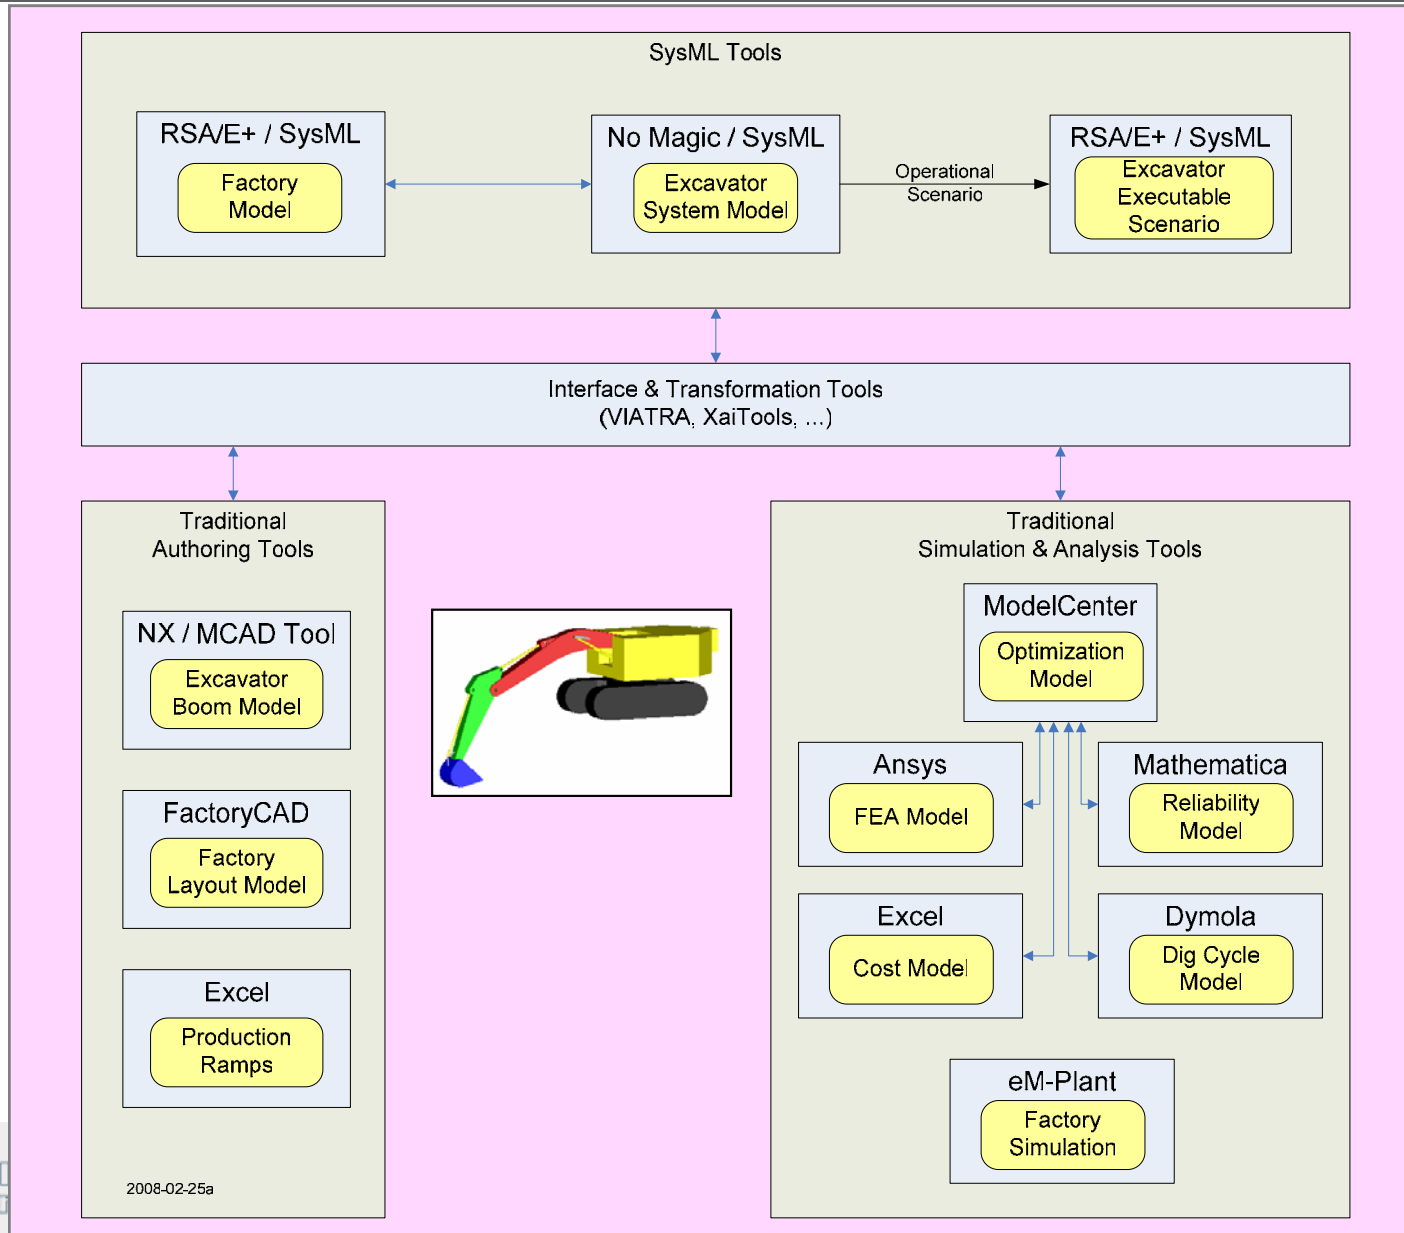 SysML Tools
RSA/E+ / SysML
Factory
Model
No Magic / SysML
Excavator
System Model
Operational
Scenario
RSA/E+ / SysML
Excavator
Executable
Scenario
Interface & Transformation Tools
(VIATRA, XaiTools, ...)
Traditional
Authoring Tools
NX / MCAD Tool
Excavator
Boom Model
FactoryCAD
Factory
Layout Model
Excel
Production
Ramps
2008-02-25a
Traditional
Simulation & Analysis Tools
ModelCenter
Optimization
Model
Ansys
FEA Model
Mathematica
Reliability
Model
Excel
Cost Model
Dymola
Dig Cycle
Model
eM-Plant
Factory
Simulation